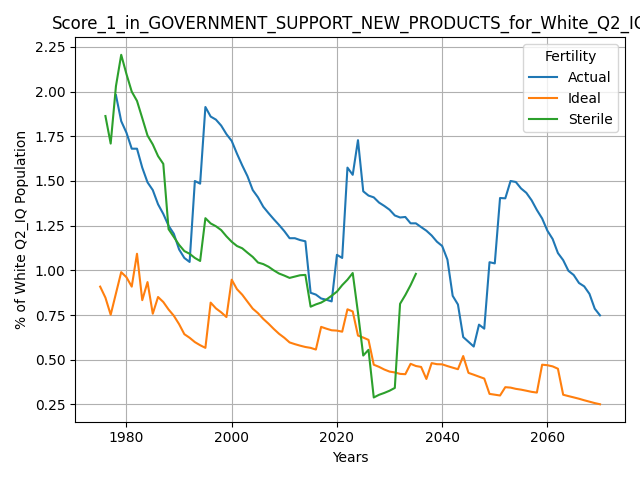 Score_1_in_GOVERNMENT_SUPPORT_NEW_PRODUCTS_for_White_Q2_IQ
Fertility
Actual
Ideal
Sterile
% of White Q2_IQ Population
2.25
2.00
1.75
1.50
1.25
1.00
0.75
0.50
0.25
1980 2000 2020 2040 2060
Years